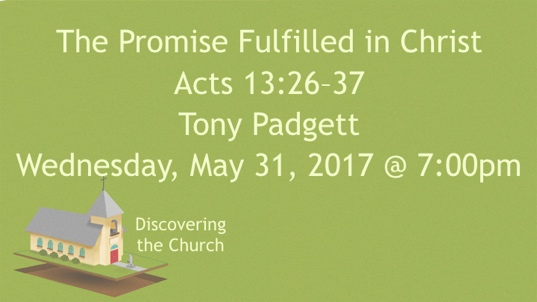 The Promise Fulfilled in Christ
Acts 13:26–37
Tony Padgett
Wednesday, May 31, 2017 @ 7:00pm
Discovering
the Church